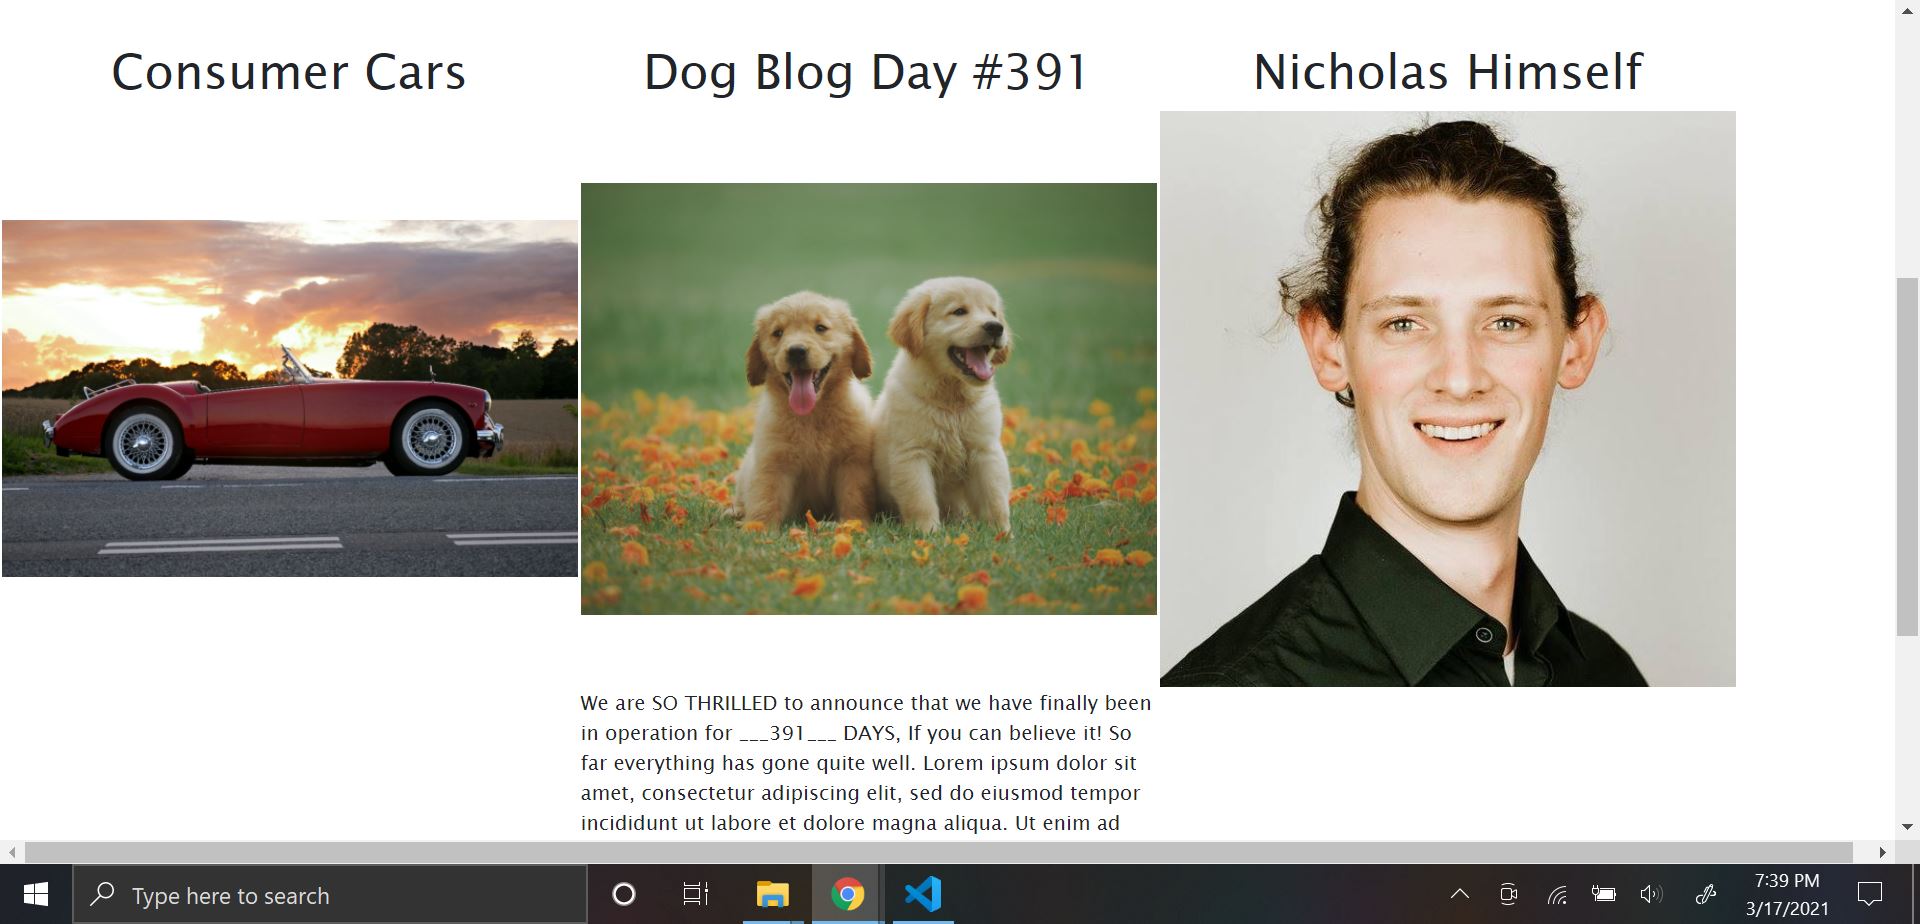 Consumer Cars
Dog Blog Day #391
Nicholas Himself
We are SO THRILLED to announce that we have finally been
in operation for ___391___ DAYS, If you can believe it! So
far everything has gone quite well. Lorem ipsum dolor sit
amet, consectetur adipiscing elit, sed do eiusmod tempor
incididunt ut labore et dolore magna aliqua. Ut enim ad
Type here to search
7:39 PM
3/17/2021